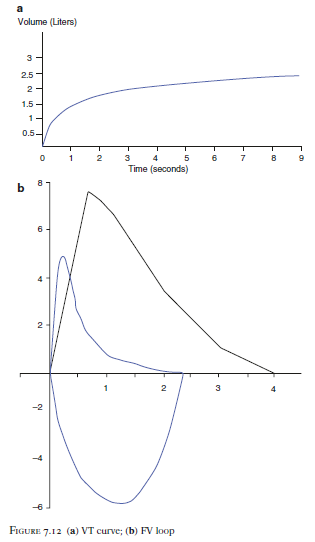 a
Volume (Liters)
3
2.5
2
1.5
1
0.5
0 1 2 3 4 5 6 7 8 9
Time (seconds)
b
8
6
4
2
1 2 3 4
–2
–4
–6
FIGURE 7.12 (a) VT curve; (b) FV loop